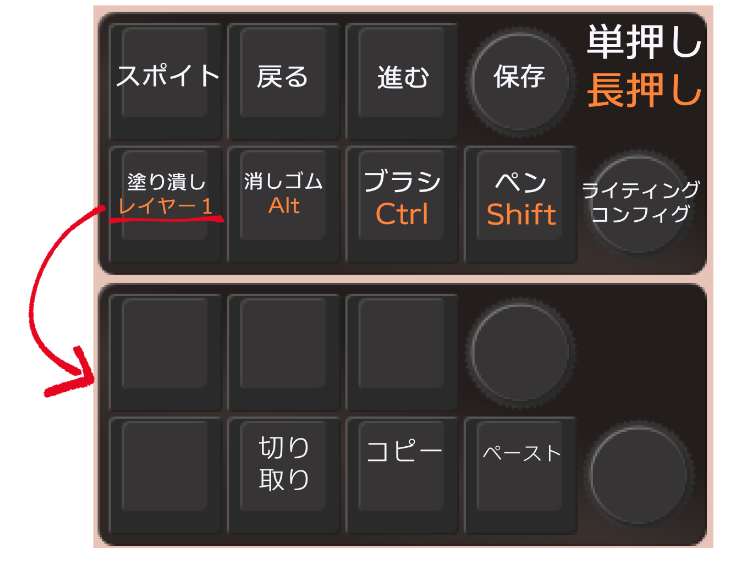 スポイト
戻る
進む
保存
単押し
長押し
塗り潰し
レイヤー1
消しゴム
Alt
ブラシ
Ctrl
ペン
Shift
ライティング
コンフィグ
切り
取り
コピー
ペースト